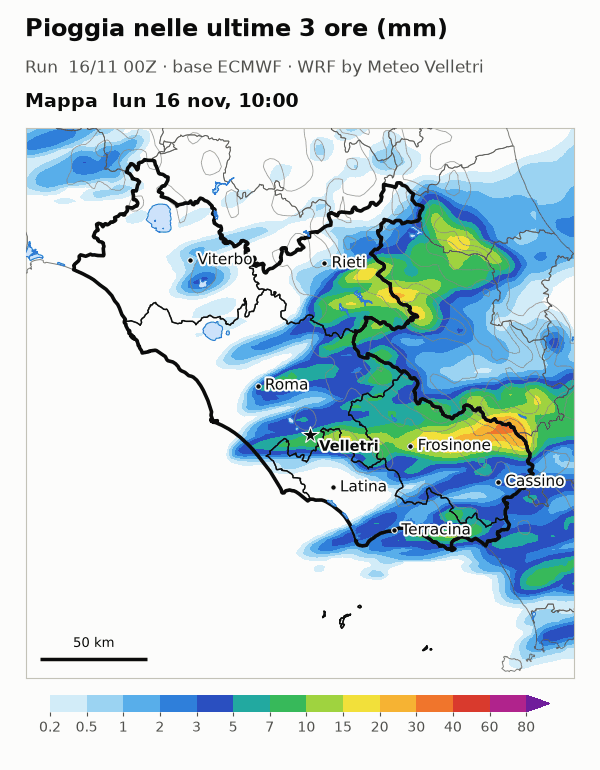 Pioggia nelle ultime 3 ore (mm)
Run  16/11 00Z · base ECMWF · WRF by Meteo Velletri
Mappa  lun 16 nov, 10:00
Viterbo
Rieti
Roma
Velletri
Frosinone
Latina
Cassino
Terracina
50 km
0.2 0.5 1 2 3 5 7 10 15 20 30 40 60 80